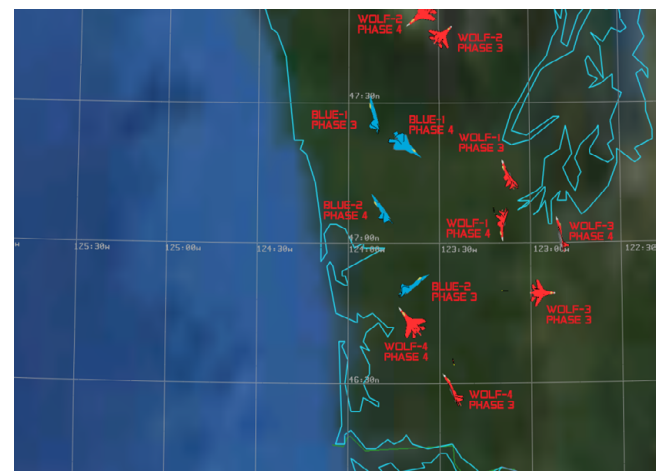 WOLF-2
PHASE 4
WOLF-2
PHASE 3
47:30n
BLUE-1
PHASE 3
BLUE-1
PHASE 4
WOLF-1
PHASE 3
BLUE-2
PHASE 4
WOLF-1
PHASE 4
WOLF-3
PHASE 4
47:00n
125:30w
125:00w
124:30w
124:00w
123:30w
123:00w
122:30
BLUE-2
PHASE 3
WOLF-3
PHASE 3
WOLF-4
PHASE 4
46:30n
WOLF-4
PHASE 3